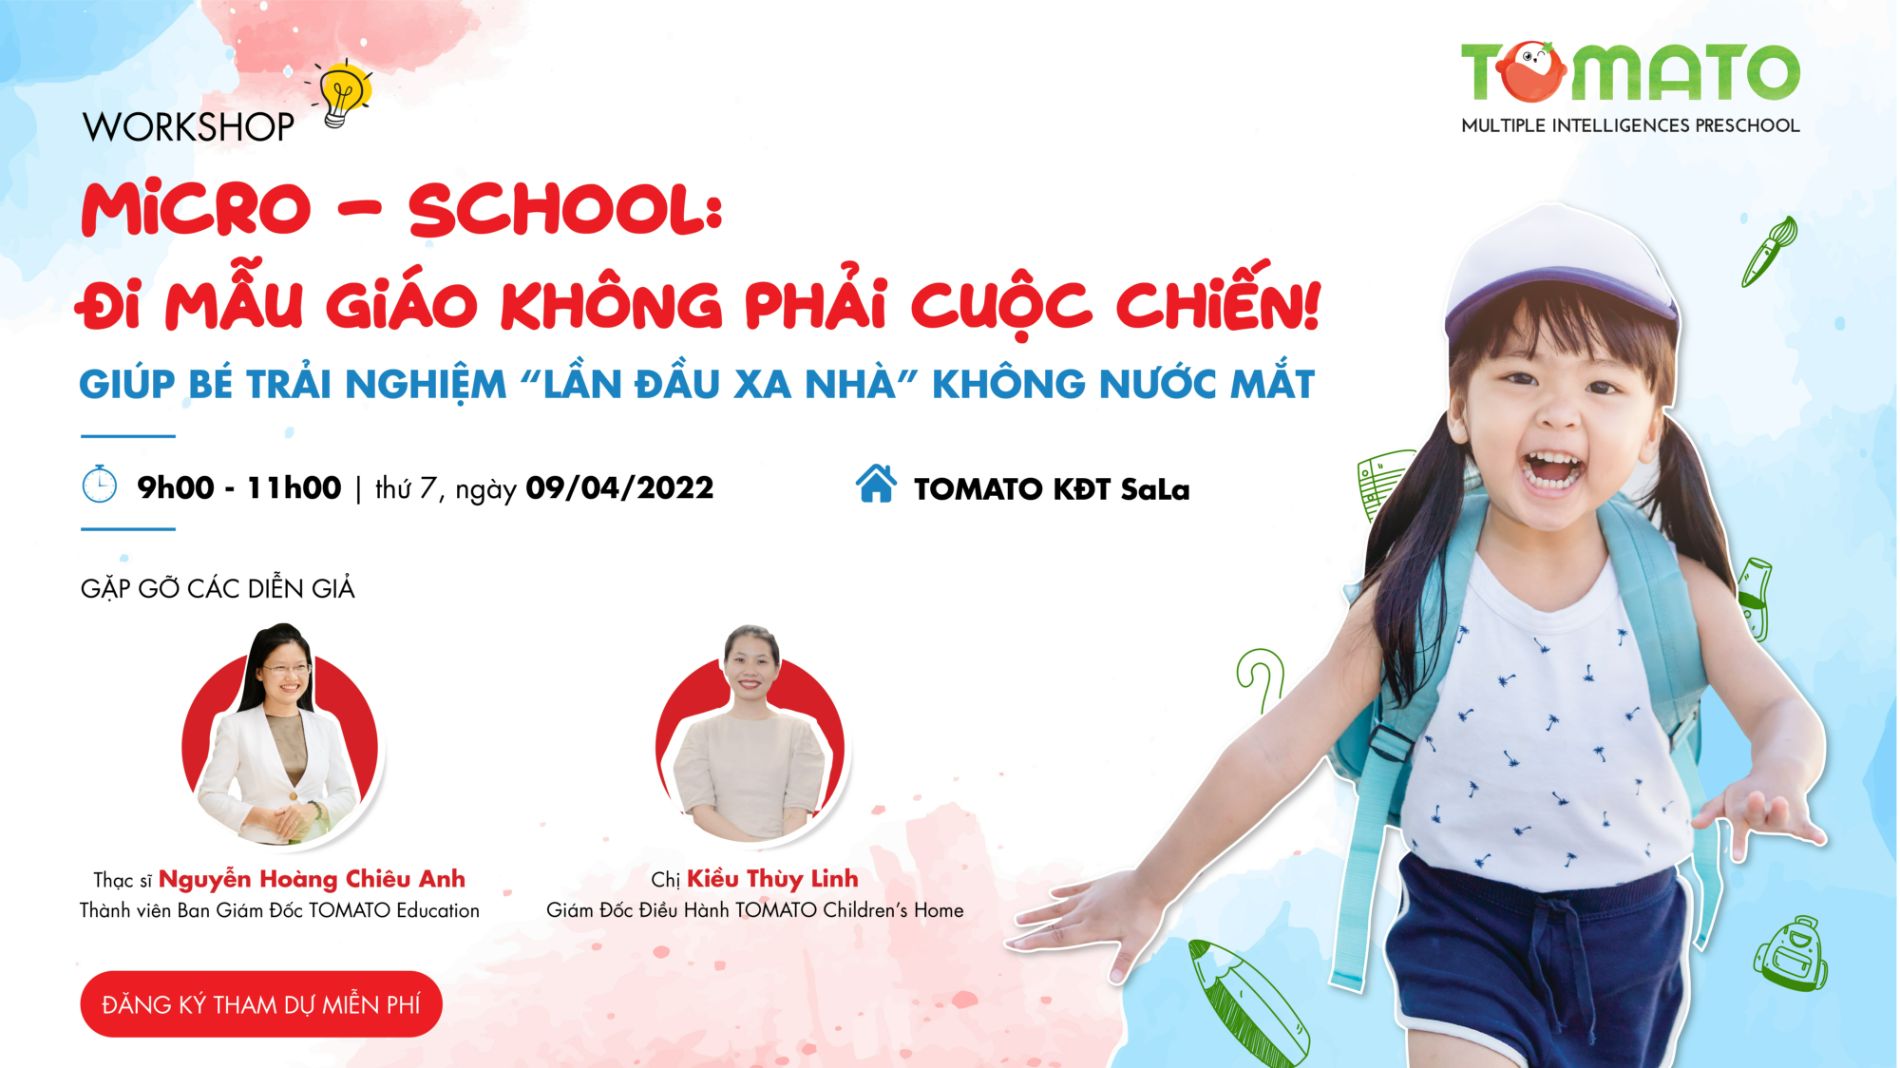 WORKSHOP
TOMATO
MULTIPLE INTELLIGENCES PRESCHOOL
MiCRO – SCHOOL:
Đi MẪU GiÁO KHÔNG PHẢi CUỘC CHiẾN!
GIÚP BÉ TRẢI NGHIỆM “LẦN ĐẦU XA NHÀ” KHÔNG NƯỚC MẮT
9h00 - 11h00 | thứ 7, ngày 09/04/2022
TOMATO KĐT SaLa
GẶP GỠ CÁC DIỄN GIẢ
Thạc sĩ Nguyễn Hoàng Chiêu Anh
Thành viên Ban Giám Đốc TOMATO Education
Chị Kiều Thùy Linh
Giám Đốc Điều Hành TOMATO Children’s Home
ĐĂNG KÝ THAM DỰ MIỄN PHÍ